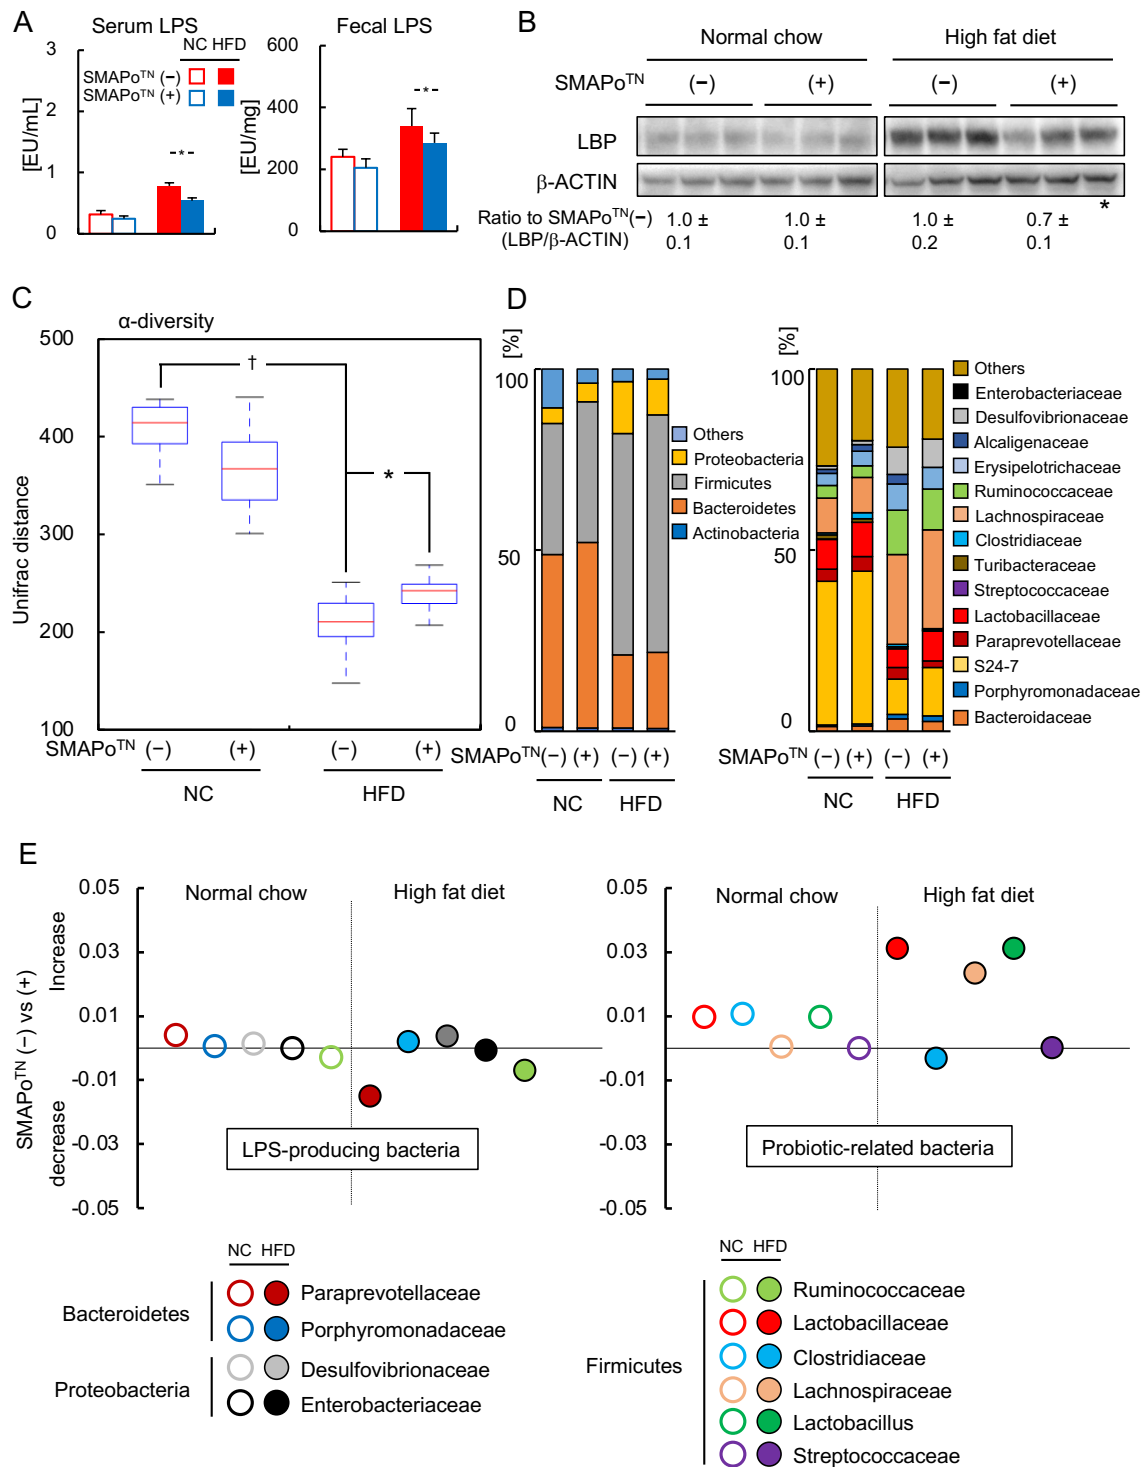 A
Serum LPS
NC HFD
SMAPoᵀᴺ (−)
SMAPoᵀᴺ (+)
[EU/mL]
3
2
1
0
*
Fecal LPS
[EU/mg]
600
400
200
0
*
B
Normal chow
High fat diet
SMAPoᵀᴺ
(−)
(+)
(−)
(+)
LBP
β-ACTIN
*
Ratio to SMAPoᵀᴺ(−)
(LBP/β-ACTIN)
1.0 ±
0.1
1.0 ±
0.1
1.0 ±
0.2
0.7 ±
0.1
C
α-diversity
Unifrac distance
500
400
300
200
100
†
*
SMAPoᵀᴺ (−) (+) (−) (+)
NC
HFD
D
[%]
100
50
0
Others
Proteobacteria
Firmicutes
Bacteroidetes
Actinobacteria
SMAPoᵀᴺ (−) (+) (−) (+)
NC
HFD
[%]
100
50
0
Others
Enterobacteriaceae
Desulfovibrionaceae
Alcaligenaceae
Erysipelotrichaceae
Ruminococcaceae
Lachnospiraceae
Clostridiaceae
Turibacteraceae
Streptococcaceae
Lactobacillaceae
Paraprevotellaceae
S24-7
Porphyromonadaceae
Bacteroidaceae
SMAPoᵀᴺ (−) (+) (−) (+)
NC
HFD
E
SMAPoᵀᴺ (−) vs (+)
decrease
Increase
0.05
0.03
0.01
-0.01
-0.03
-0.05
Normal chow
High fat diet
LPS-producing bacteria
0.05
0.03
0.01
-0.01
-0.03
-0.05
Normal chow
High fat diet
Probiotic-related bacteria
NC HFD
Bacteroidetes
Paraprevotellaceae
Porphyromonadaceae
Proteobacteria
Desulfovibrionaceae
Enterobacteriaceae
NC HFD
Firmicutes
Ruminococcaceae
Lactobacillaceae
Clostridiaceae
Lachnospiraceae
Lactobacillus
Streptococcaceae